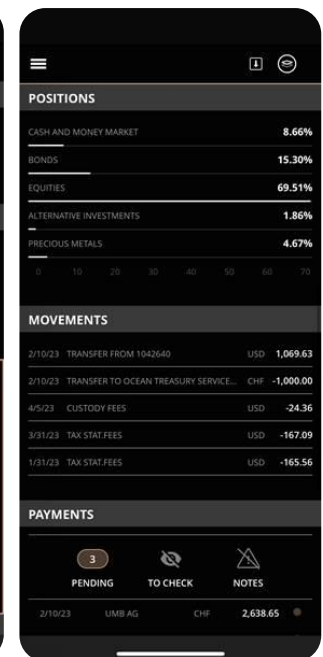 POSITIONS
CASH AND MONEY MARKET 8.66%
BONDS 15.30%
EQUITIES 69.51%
ALTERNATIVE INVESTMENTS 1.86%
PRECIOUS METALS 4.67%
0 10 20 30 40 50 60 70
MOVEMENTS
2/10/23 TRANSFER FROM 1042640 USD 1,069.63
2/10/23 TRANSFER TO OCEAN TREASURY SERVICE... CHF -1,000.00
4/5/23 CUSTODY FEES USD -24.36
3/31/23 TAX STAT.FEES USD -167.09
1/31/23 TAX STAT.FEES USD -165.56
PAYMENTS
3
PENDING TO CHECK NOTES
2/10/23 UMB AG CHF 2,638.65